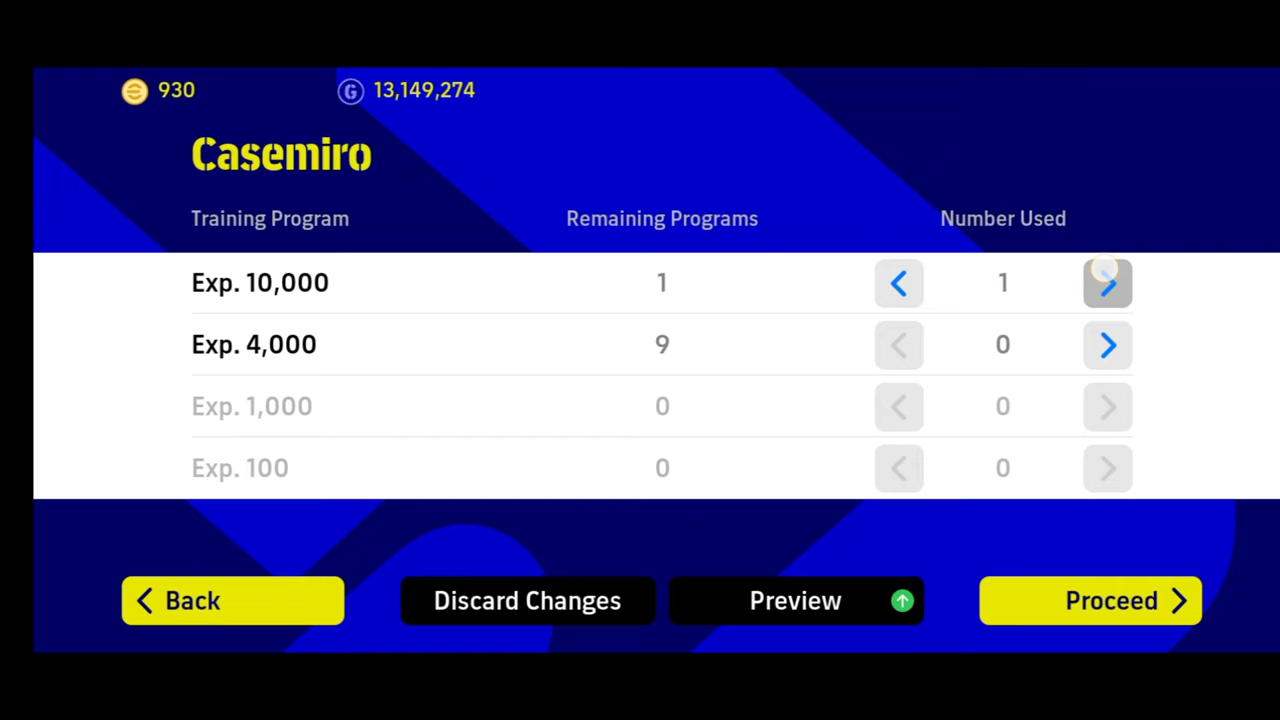 930 G 13,149,274
Casemiro
Training Program Remaining Programs Number Used
Exp. 10,000 1 1
Exp. 4,000 9 0
Exp. 1,000 0 0
Exp. 100 0 0
Back Discard Changes Preview Proceed